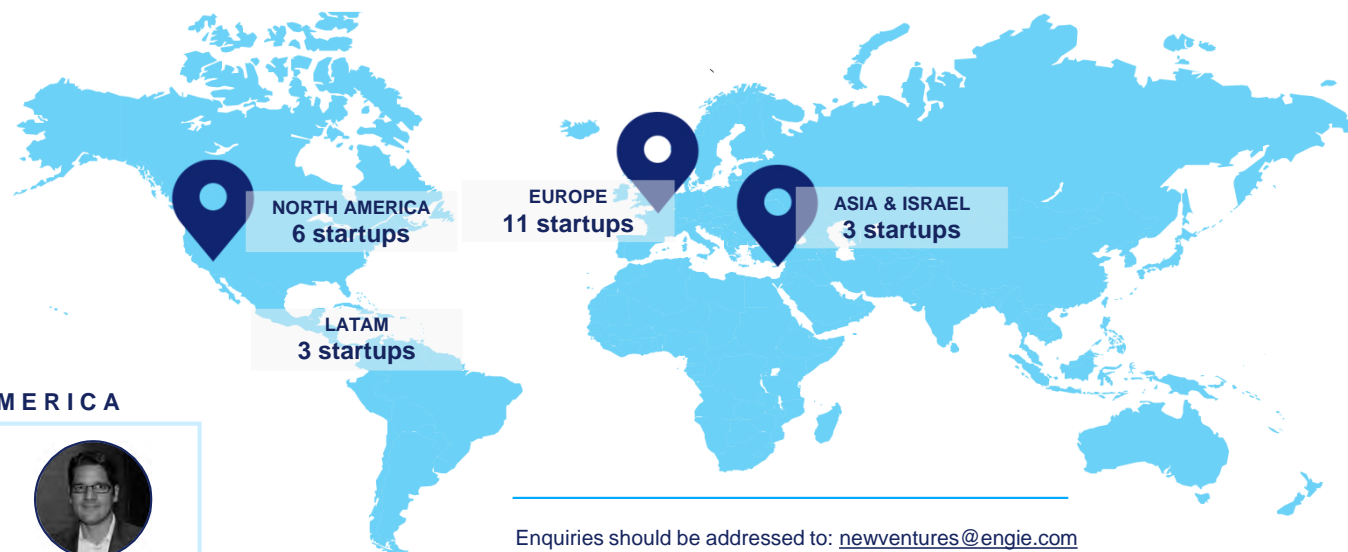 NORTH AMERICA
6 startups
EUROPE
11 startups
ASIA & ISRAEL
3 startups
LATAM
3 startups
MERICA
Enquiries should be addressed to: newventures@engie.com